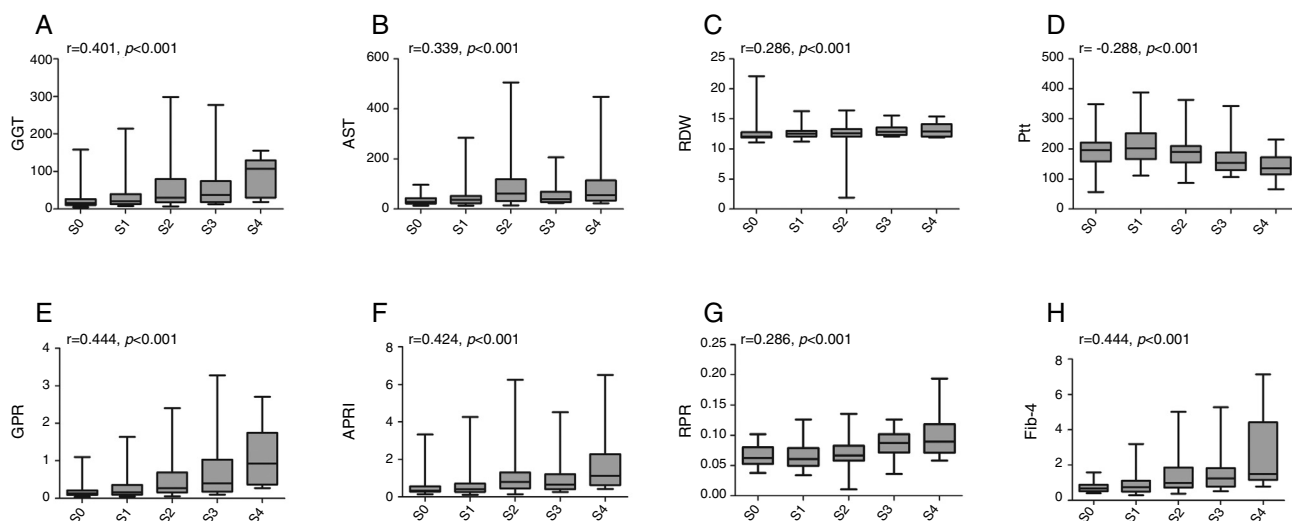 A
r=0.401, p<0.001
GGT
400
300
200
100
0
S0 S1 S2 S3 S4
B
r=0.339, p<0.001
AST
600
400
200
0
S0 S1 S2 S3 S4
C
r=0.286, p<0.001
RDW
25
20
15
10
5
0
S0 S1 S2 S3 S4
D
r= -0.288, p<0.001
Ptt
500
400
300
200
100
0
S0 S1 S2 S3 S4
E
r=0.444, p<0.001
GPR
4
3
2
1
0
S0 S1 S2 S3 S4
F
r=0.424, p<0.001
APRI
8
6
4
2
0
S0 S1 S2 S3 S4
G
r=0.286, p<0.001
RPR
0.25
0.20
0.15
0.10
0.05
0.00
S0 S1 S2 S3 S4
H
r=0.444, p<0.001
Fib-4
8
6
4
2
0
S0 S1 S2 S3 S4